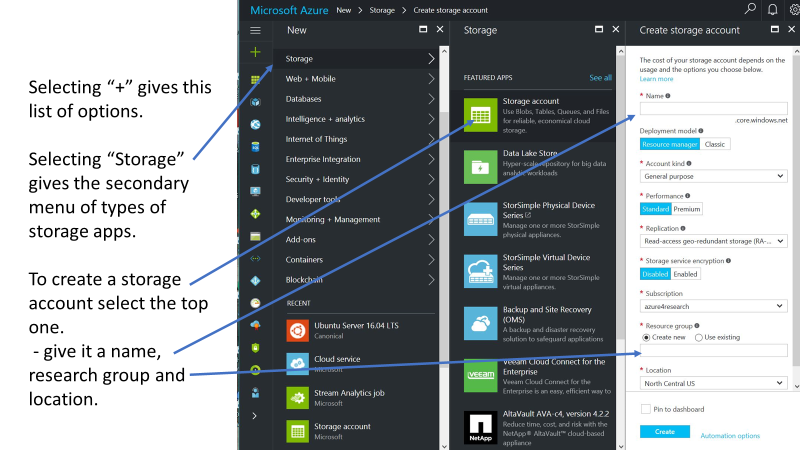 Microsoft Azure New > Storage > Create storage account
Selecting “+” gives this
list of options.
Selecting “Storage”
gives the secondary
menu of types of
storage apps.
To create a storage
account select the top
one.
- give it a name,
research group and
location.
New
Storage
Web + Mobile
Databases
Intelligence + analytics
Internet of Things
Enterprise Integration
Security + Identity
Developer tools
Monitoring + Management
Add-ons
Containers
Blockchain
RECENT
Ubuntu Server 16.04 LTS
Canonical
Cloud service
Microsoft
Stream Analytics job
Microsoft
Storage account
Microsoft
Storage
FEATURED APPS See all
Storage account
Use Blobs, Tables, Queues, and Files
for reliable, economical cloud
storage.
Data Lake Store
Hyper-scale repository for big data
analytic workloads
StorSimple Physical Device
Series
Manage one or more StorSimple
physical appliances.
StorSimple Virtual Device
Series
Manage one or more StorSimple
virtual appliances.
Backup and Site Recovery
(OMS)
A backup and disaster recovery
solution to safeguard applications
Veeam Cloud Connect for the
Enterprise
Veeam Cloud Connect for the
Enterprise is an easy, efficient way to
veeam
AltaVault AVA-c4, version 4.2.2
Reduce time, cost, and risk with the
NetApp® AltaVault™ cloud-based
appliance
NetApp
Create storage account
The cost of your storage account depends on the
usage and the options you choose below.
Learn more
* Name
.core.windows.net
Deployment model
Resource manager Classic
* Account kind
General purpose
* Performance
Standard Premium
* Replication
Read-access geo-redundant storage (RA-...
* Storage service encryption
Disabled Enabled
* Subscription
azure4research
* Resource group
Create new Use existing
* Location
North Central US
Pin to dashboard
Create Automation options